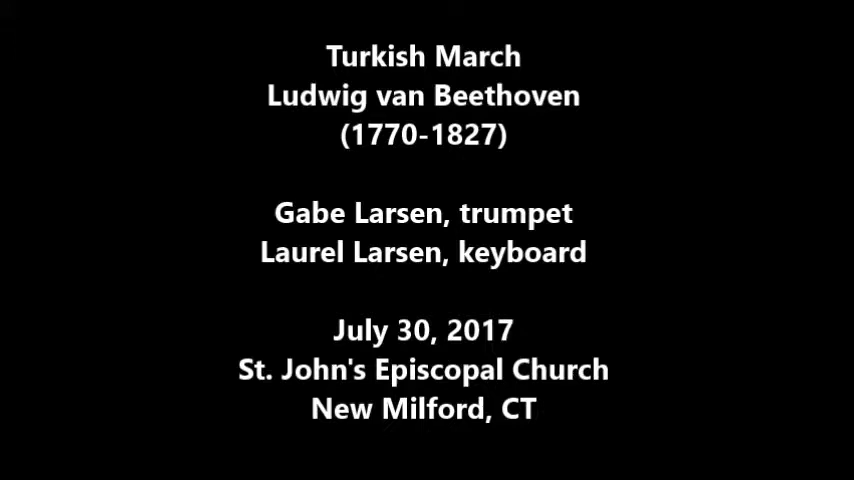 Turkish March
Ludwig van Beethoven
(1770-1827)
Gabe Larsen, trumpet
Laurel Larsen, keyboard
July 30, 2017
St. John's Episcopal Church
New Milford, CT